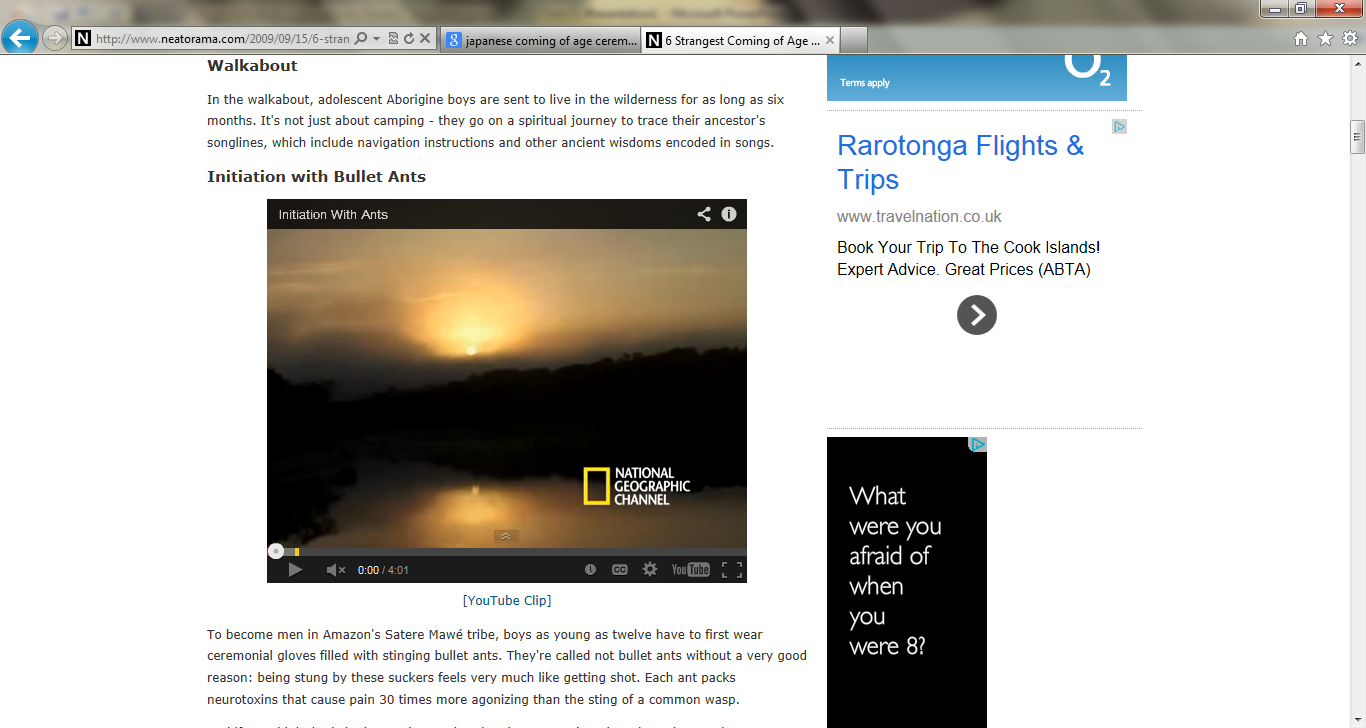 http://www.neatorama.com/2009/09/15/6-stran
japanese coming of age cerem...
6 Strangest Coming of Age ...
Walkabout
In the walkabout, adolescent Aborigine boys are sent to live in the wilderness for as long as six
months. It's not just about camping - they go on a spiritual journey to trace their ancestor's
songlines, which include navigation instructions and other ancient wisdoms encoded in songs.
Initiation with Bullet Ants
Initiation With Ants
NATIONAL
GEOGRAPHIC
CHANNEL
0:00 / 4:01
CC
YouTube
[YouTube Clip]
To become men in Amazon's Satere Mawé tribe, boys as young as twelve have to first wear
ceremonial gloves filled with stinging bullet ants. They're called not bullet ants without a very good
reason: being stung by these suckers feels very much like getting shot. Each ant packs
neurotoxins that cause pain 30 times more agonizing than the sting of a common wasp.
Terms apply
O2
Rarotonga Flights &
Trips
www.travelnation.co.uk
Book Your Trip To The Cook Islands!
Expert Advice. Great Prices (ABTA)
What
were you
afraid of
when
you
were 8?